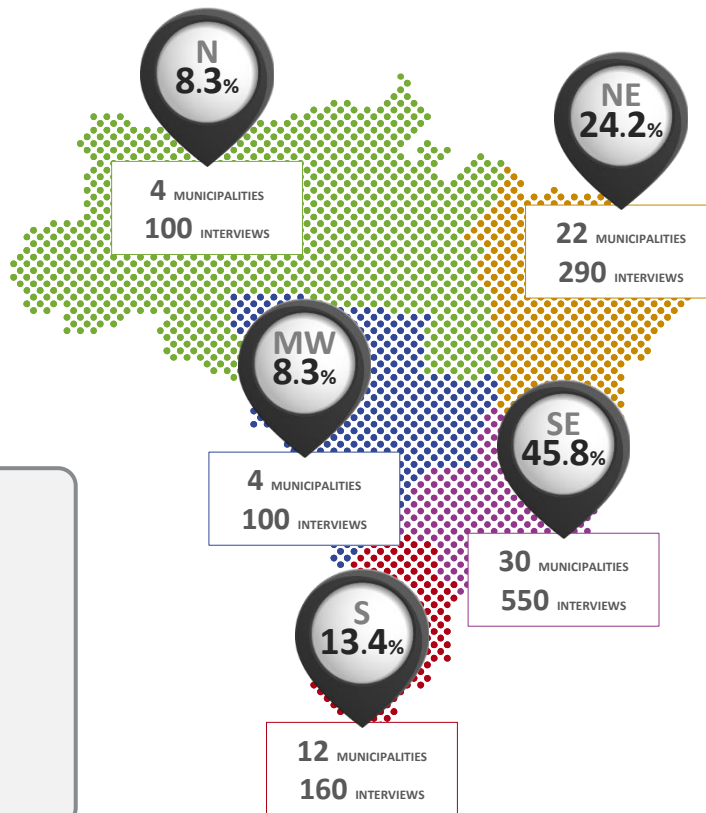 N
8.3%
4 MUNICIPALITIES
100 INTERVIEWS
NE
24.2%
22 MUNICIPALITIES
290 INTERVIEWS
MW
8.3%
4 MUNICIPALITIES
100 INTERVIEWS
SE
45.8%
30 MUNICIPALITIES
550 INTERVIEWS
S
13.4%
12 MUNICIPALITIES
160 INTERVIEWS